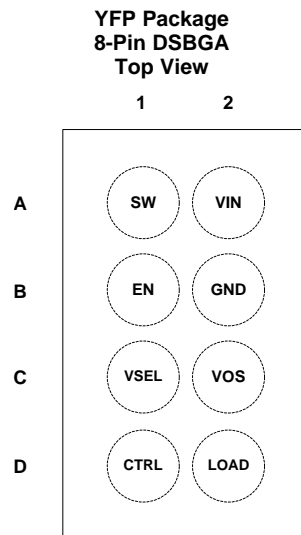 YFP Package
8-Pin DSBGA
Top View
1 2
A SW VIN
B EN GND
C VSEL VOS
D CTRL LOAD